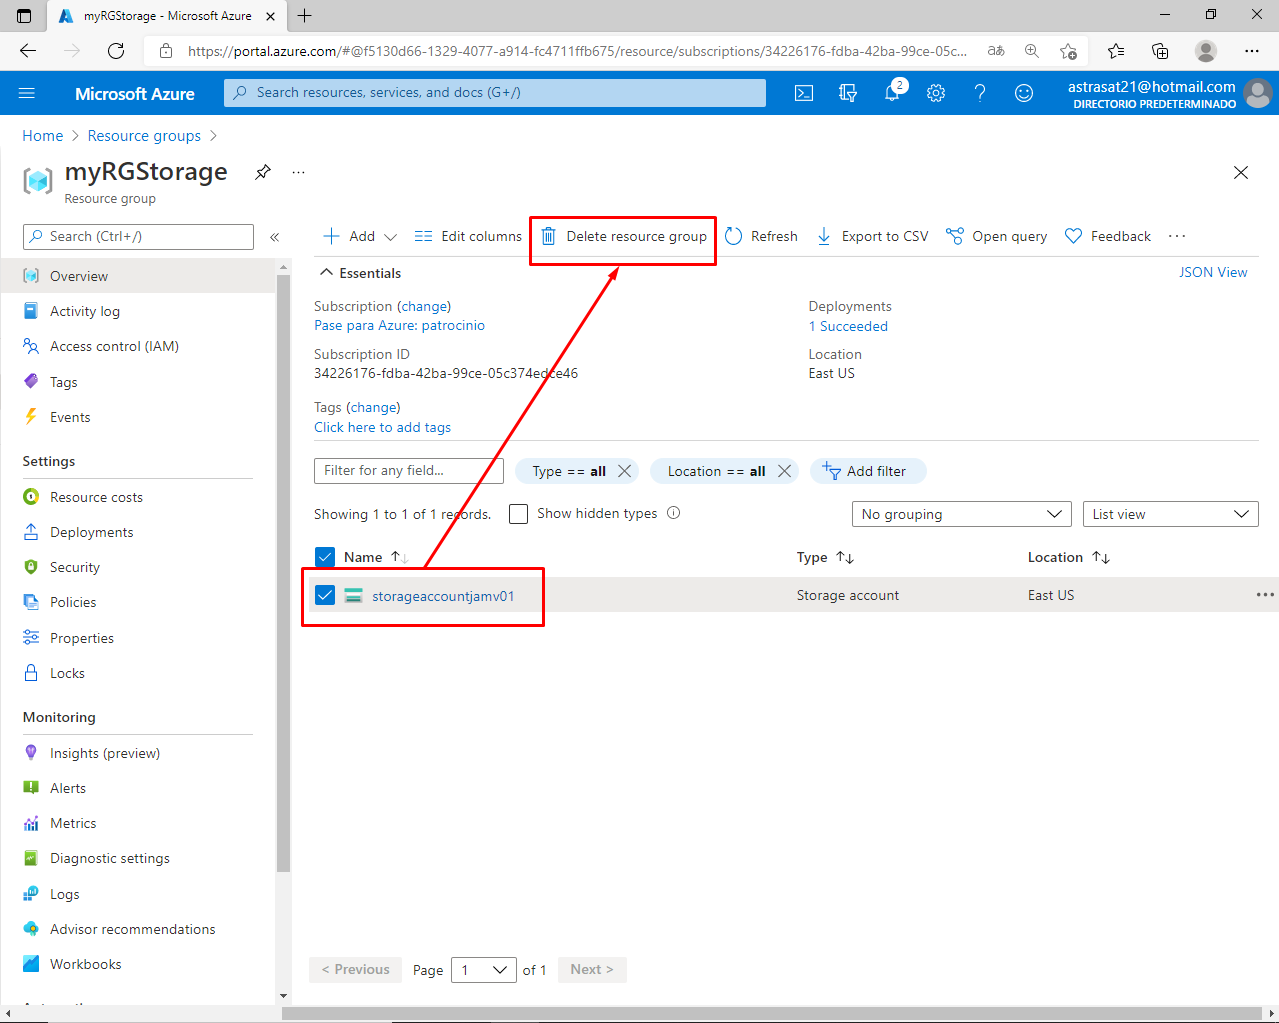 myRGStorage - Microsoft Azure
https://portal.azure.com/#@f5130d66-1329-4077-a914-fc4711ffb675/resource/subscriptions/34226176-fdba-42ba-99ce-05c...
Microsoft Azure
Search resources, services, and docs (G+/)
2
astrasat21@hotmail.com
DIRECTORIO PREDETERMINADO
Home > Resource groups >
myRGStorage
Resource group
Search (Ctrl+/)
Overview
Activity log
Access control (IAM)
Tags
Events
Settings
Resource costs
Deployments
Security
Policies
Properties
Locks
Monitoring
Insights (preview)
Alerts
Metrics
Diagnostic settings
Logs
Advisor recommendations
Workbooks
Add
Edit columns
Delete resource group
Refresh
Export to CSV
Open query
Feedback
Essentials
JSON View
Subscription (change)
Pase para Azure: patrocinio
Subscription ID
34226176-fdba-42ba-99ce-05c374edce46
Tags (change)
Click here to add tags
Deployments
1 Succeeded
Location
East US
Filter for any field...
Type == all
Location == all
Add filter
Showing 1 to 1 of 1 records.
Show hidden types
No grouping
List view
Name
Type
Location
storageaccountjamv01
Storage account
East US
< Previous
Page
1
of 1
Next >